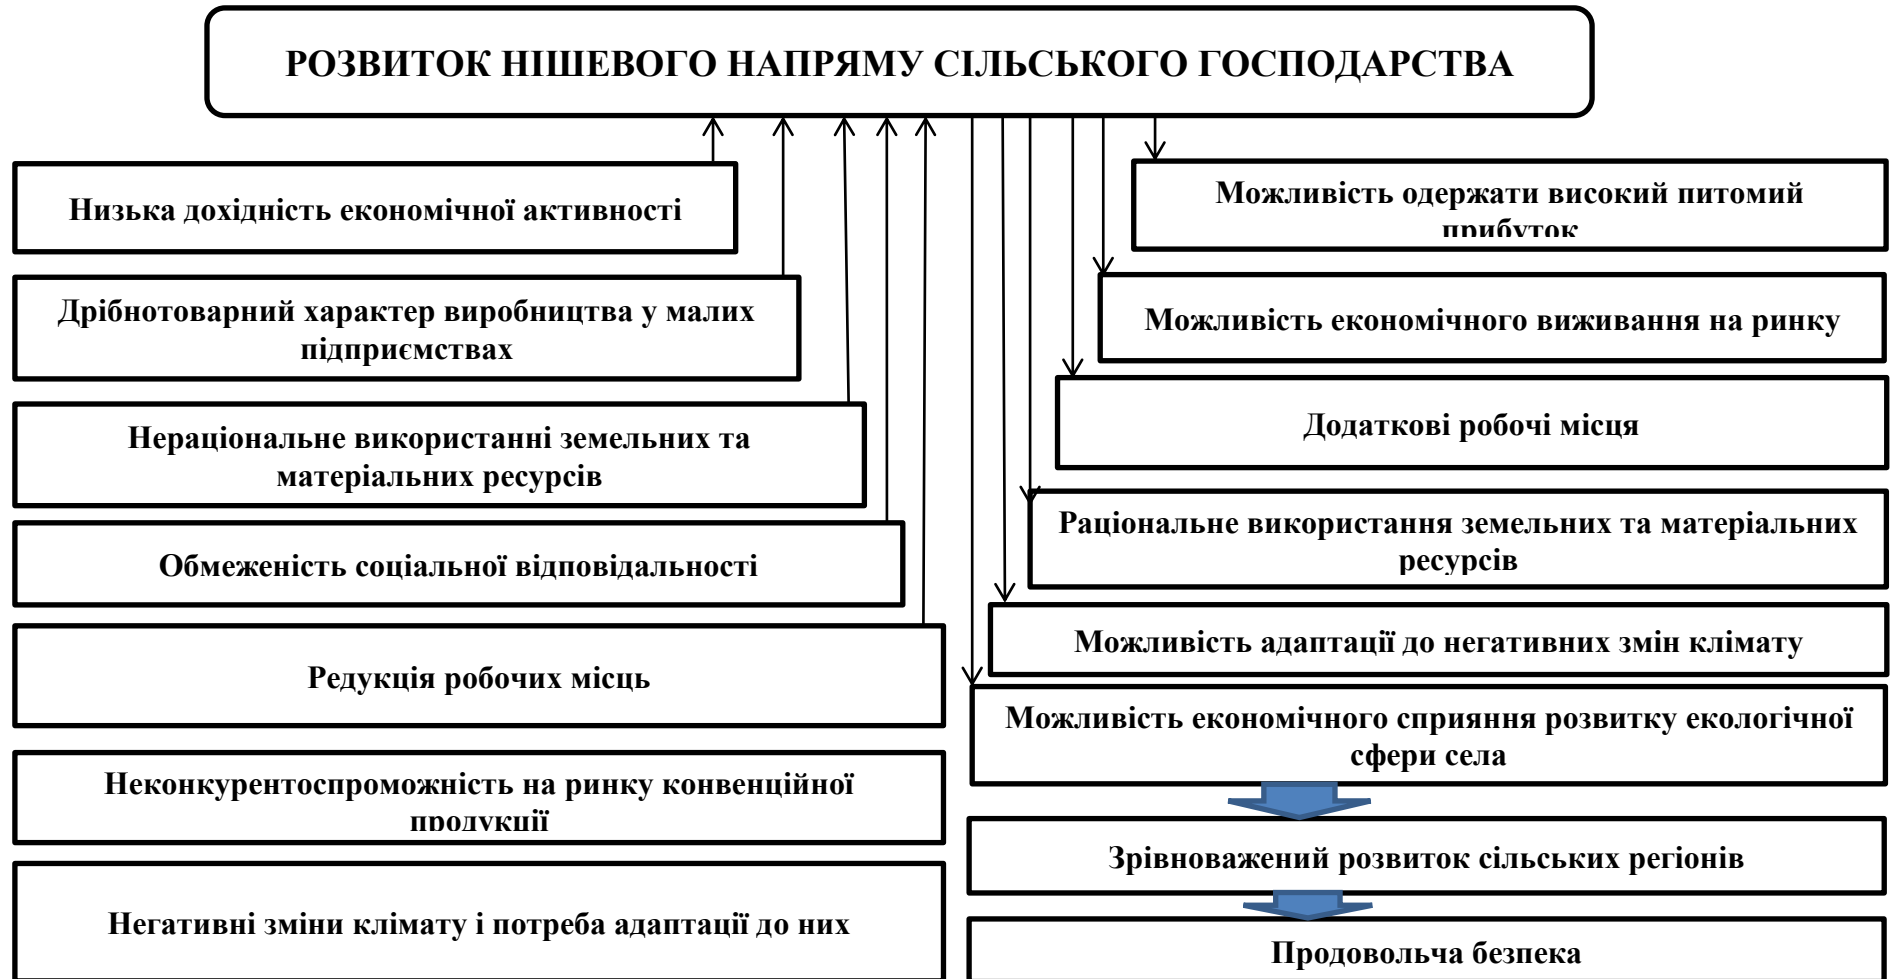 РОЗВИТОК НІШЕВОГО НАПРЯМУ СІЛЬСЬКОГО ГОСПОДАРСТВА
Низька дохідність економічної активності
Дрібнотоварний характер виробництва у малих
підприємствах
Нераціональне використанні земельних та
матеріальних ресурсів
Обмеженість соціальної відповідальності
Редукція робочих місць
Неконкурентоспроможність на ринку конвенційної
продукції
Негативні зміни клімату і потреба адаптації до них
Можливість одержати високий питомий
прибуток
Можливість економічного виживання на ринку
Додаткові робочі місця
Раціональне використання земельних та матеріальних
ресурсів
Можливість адаптації до негативних змін клімату
Можливість економічного сприяння розвитку екологічної
сфери села
Зрівноважений розвиток сільських регіонів
Продовольча безпека